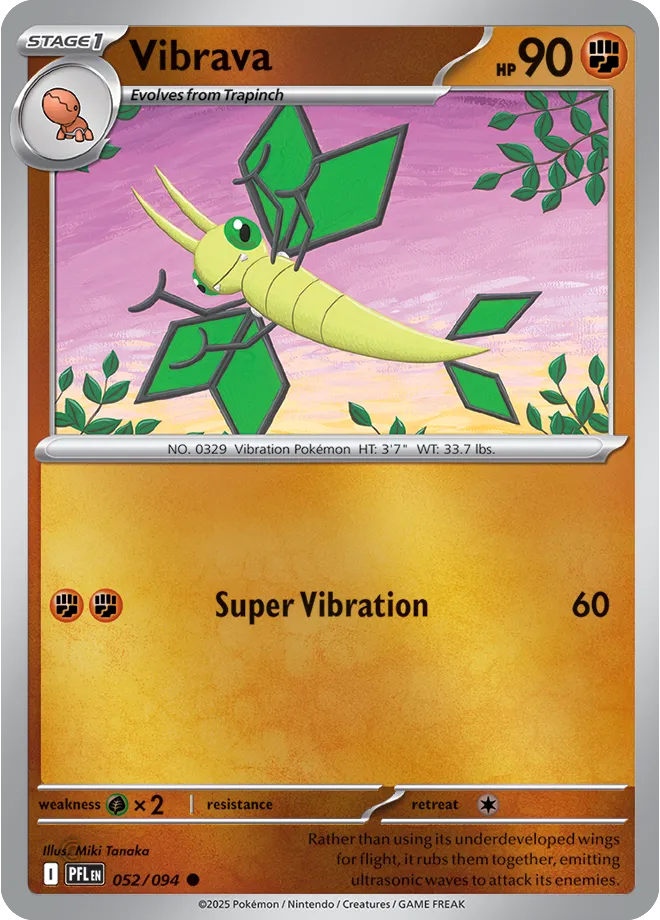 STAGE1
Vibrava
HP 90
Evolves from Trapinch
NO. 0329 Vibration Pokémon HT: 3'7" WT: 33.7 lbs.
Super Vibration 60
weakness ×2 resistance retreat
Illus. Miki Tanaka
Rather than using its underdeveloped wings
for flight, it rubs them together, emitting
ultrasonic waves to attack its enemies.
I PFL EN 052/094
©2025 Pokémon / Nintendo / Creatures / GAME FREAK